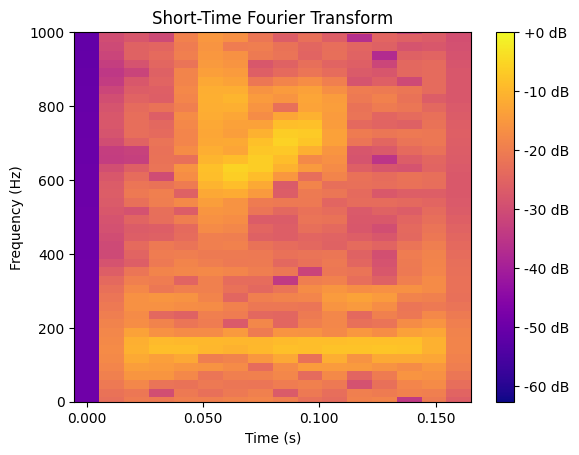 Short-Time Fourier Transform
Frequency (Hz)
1000
800
600
400
200
0
0.000
0.050
0.100
0.150
Time (s)
+0 dB
-10 dB
-20 dB
-30 dB
-40 dB
-50 dB
-60 dB